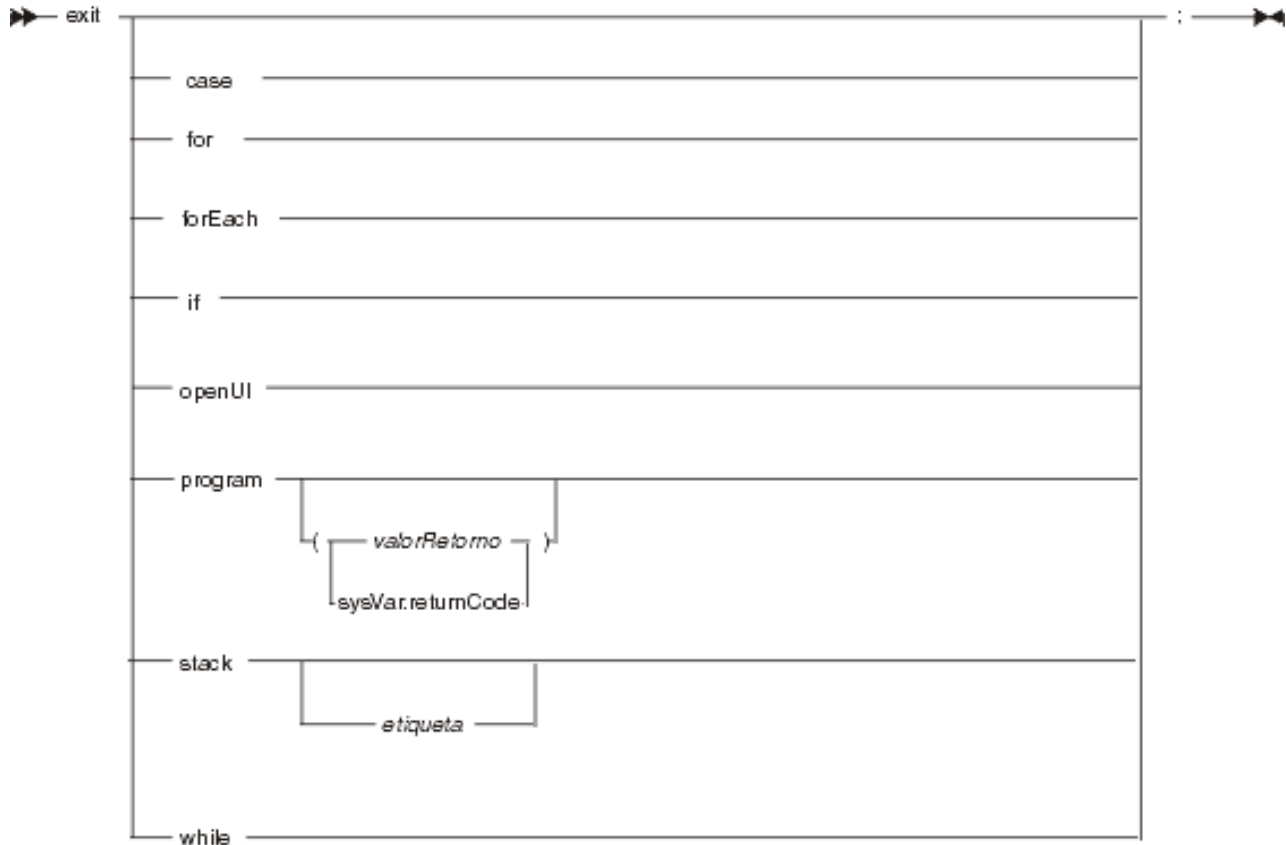 exit ;
case
for
forEach
if
openUI
program
( valorRetorno )
sysVar.returnCode
stack
etiqueta
while